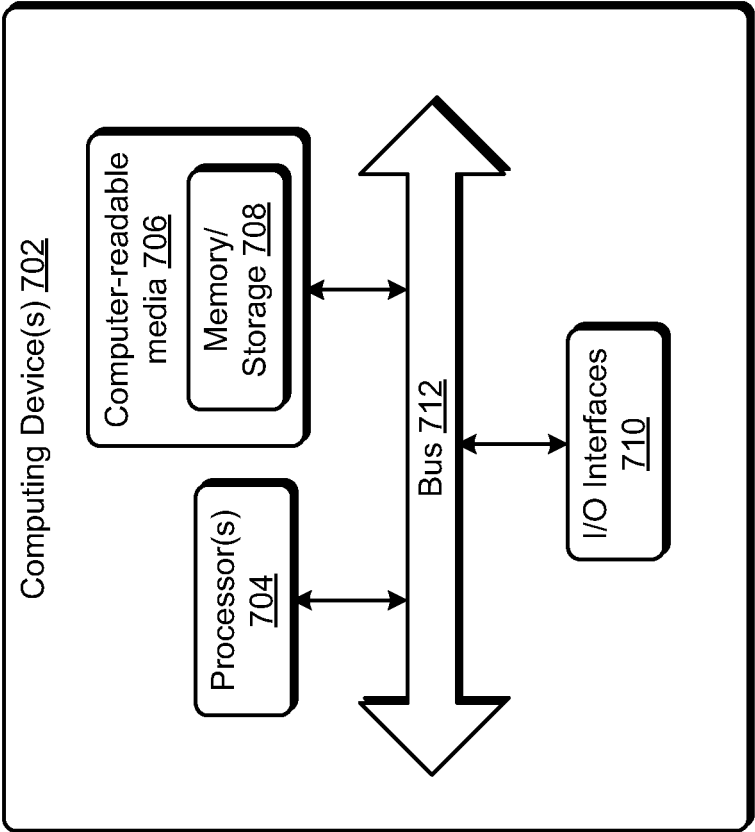 Computing Device(s) 702
Processor(s)
704
Computer-readable
media 706
Memory/
Storage 708
Bus 712
I/O Interfaces
710